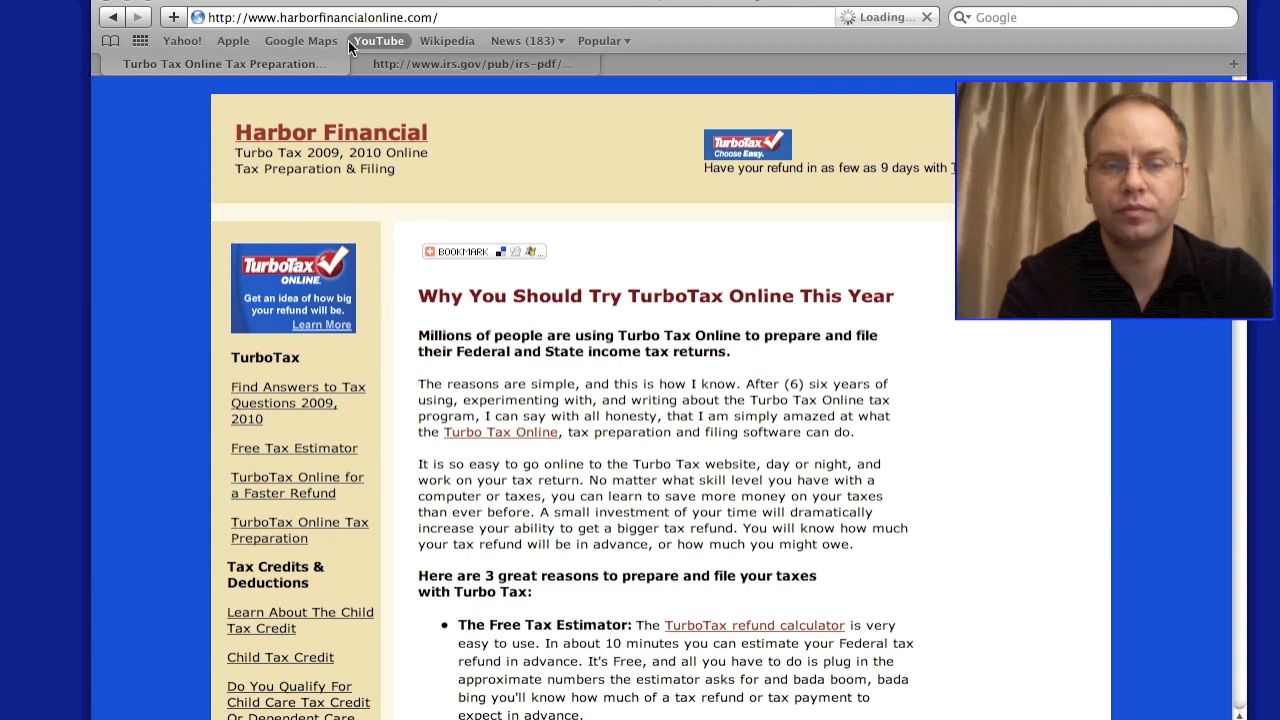 http://www.harborfinancialonline.com/
Loading...
Google
Yahoo!
Apple
Google Maps
YouTube
Wikipedia
News (183)
Popular
Turbo Tax Online Tax Preparation...
http://www.irs.gov/pub/irs-pdf/...
Harbor Financial
Turbo Tax 2009, 2010 Online
Tax Preparation & Filing
TurboTax
Choose Easy.
Have your refund in as few as 9 days with
TurboTax
ONLINE.
Get an idea of how big
your refund will be.
Learn More
TurboTax
Find Answers to Tax
Questions 2009,
2010
Free Tax Estimator
TurboTax Online for
a Faster Refund
TurboTax Online Tax
Preparation
Tax Credits &
Deductions
Learn About The Child
Tax Credit
Child Tax Credit
Do You Qualify For
Child Care Tax Credit
Or Dependent Care
BOOKMARK
Why You Should Try TurboTax Online This Year
Millions of people are using Turbo Tax Online to prepare and file
their Federal and State income tax returns.
The reasons are simple, and this is how I know. After (6) six years of
using, experimenting with, and writing about the Turbo Tax Online tax
program, I can say with all honesty, that I am simply amazed at what
the Turbo Tax Online, tax preparation and filing software can do.
It is so easy to go online to the Turbo Tax website, day or night, and
work on your tax return. No matter what skill level you have with a
computer or taxes, you can learn to save more money on your taxes
than ever before. A small investment of your time will dramatically
increase your ability to get a bigger tax refund. You will know how much
your tax refund will be in advance, or how much you might owe.
Here are 3 great reasons to prepare and file your taxes
with Turbo Tax:
• The Free Tax Estimator: The TurboTax refund calculator is very
easy to use. In about 10 minutes you can estimate your Federal tax
refund in advance. It's Free, and all you have to do is plug in the
approximate numbers the estimator asks for and bada boom, bada
bing you'll know how much of a tax refund or tax payment to
expect in advance.